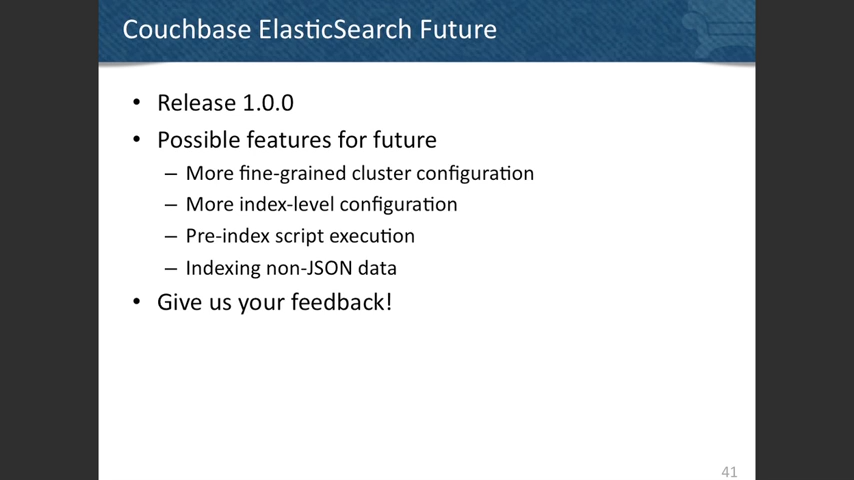 Couchbase ElasticSearch Future
• Release 1.0.0
• Possible features for future
– More fine-grained cluster configuration
– More index-level configuration
– Pre-index script execution
– Indexing non-JSON data
• Give us your feedback!
41